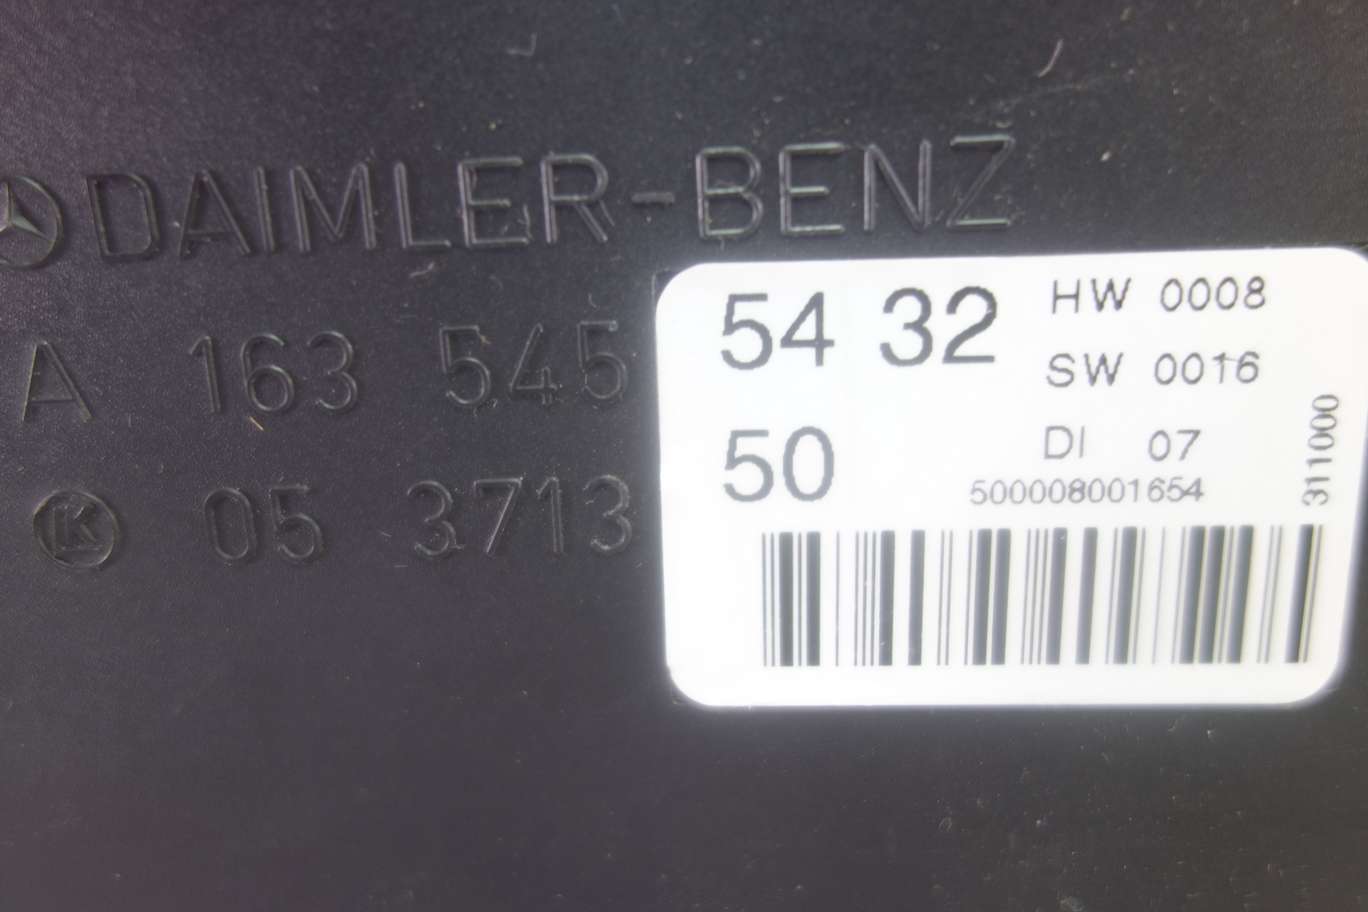 DAIMLER-BENZ
A 163 545 54 32
HW 0008
SW 0016
K 05 3713 50
DI 07
500008001654
311000